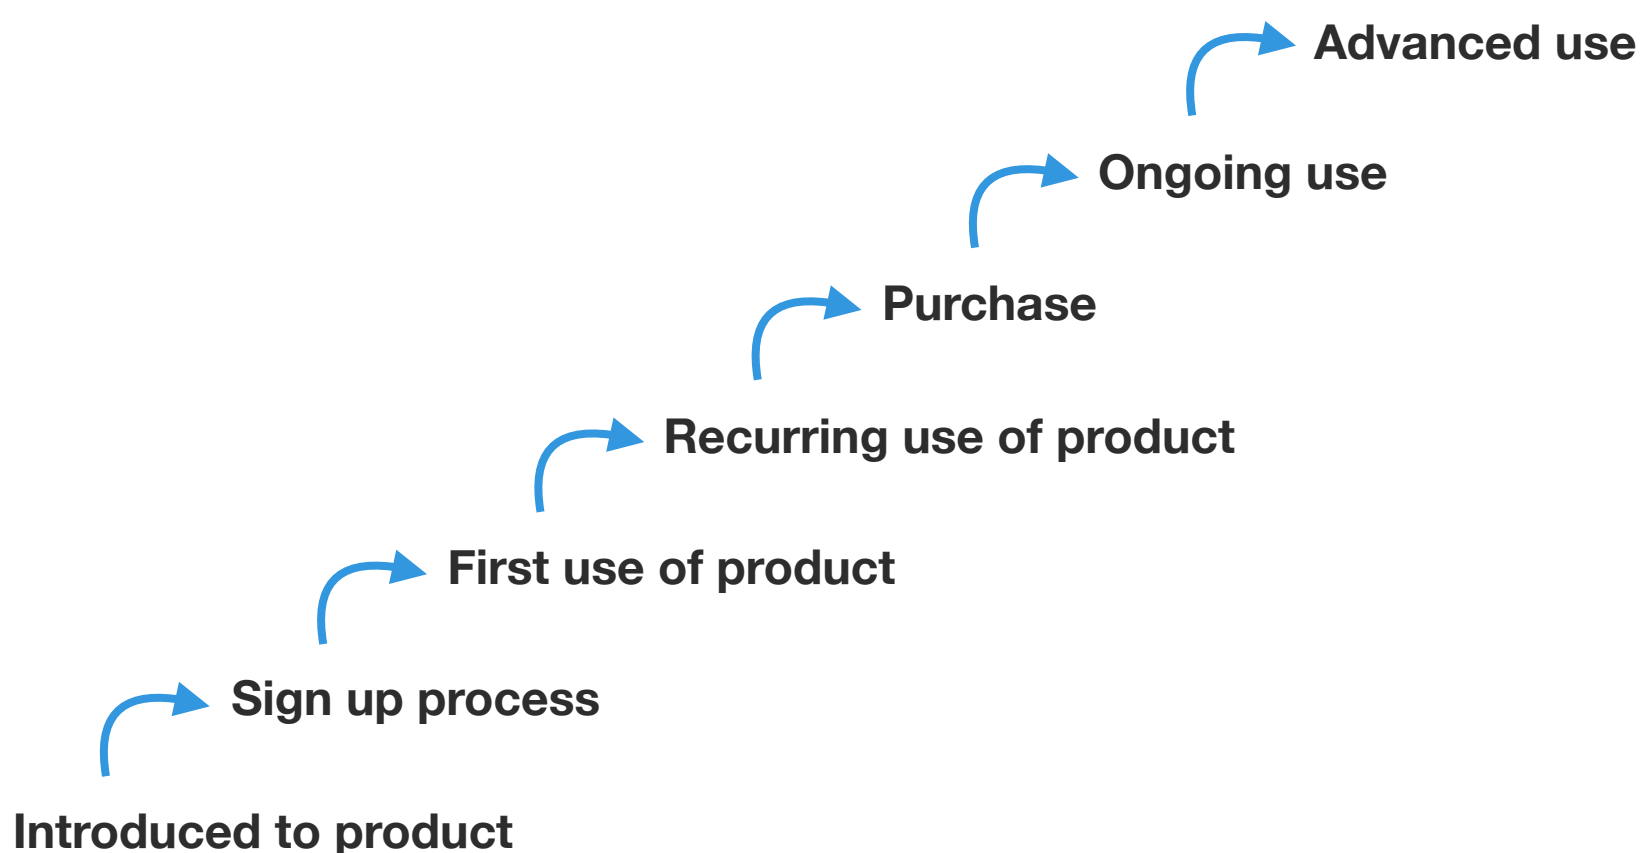 Advanced use
Ongoing use
Purchase
Recurring use of product
First use of product
Sign up process
Introduced to product